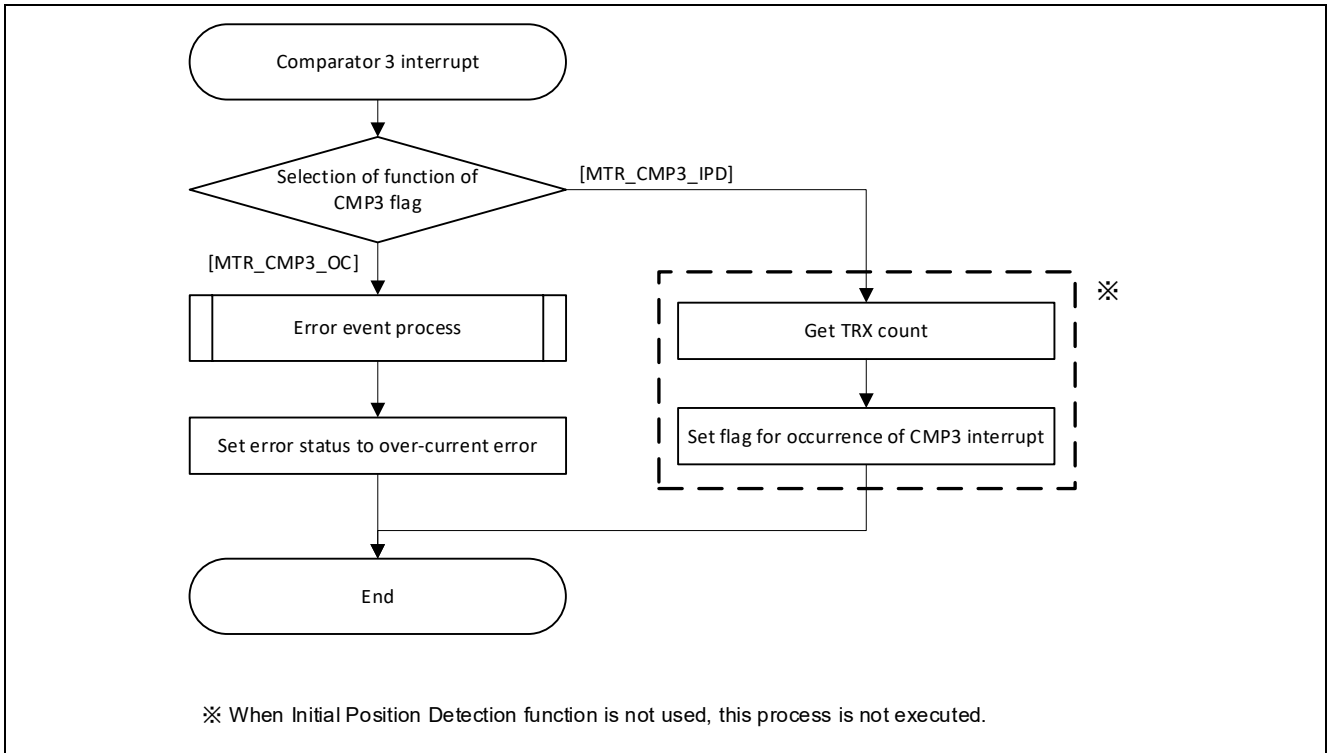 Comparator 3 interrupt
Selection of function of
CMP3 flag
[MTR_CMP3_IPD]
[MTR_CMP3_OC]
Error event process
Get TRX count
※
Set error status to over-current error
Set flag for occurrence of CMP3 interrupt
End
※ When Initial Position Detection function is not used, this process is not executed.